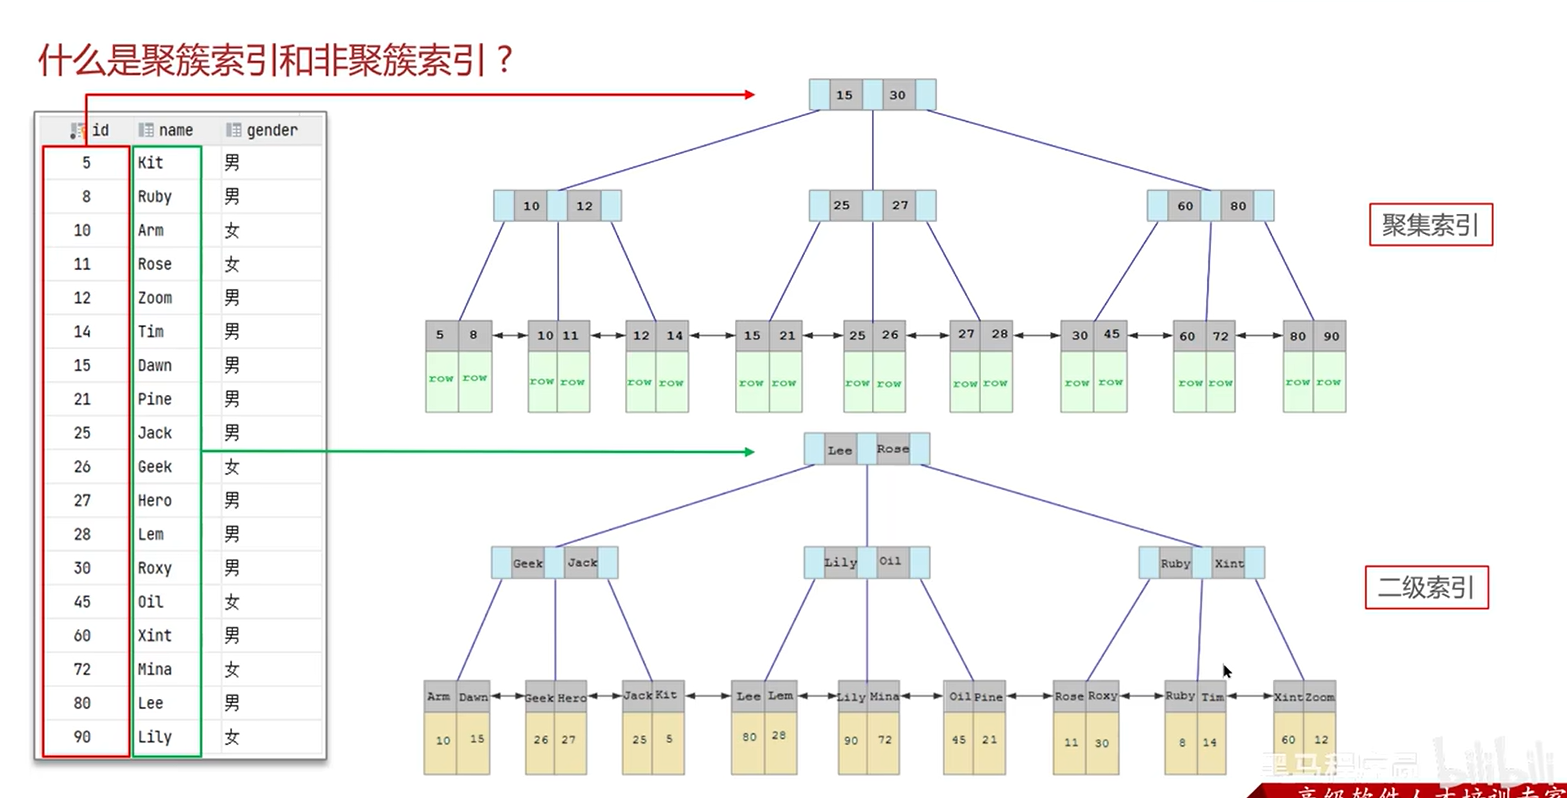 什么是聚簇索引和非聚簇索引？
id name gender
5 Kit 男
8 Ruby 男
10 Arm 女
11 Rose 女
12 Zoom 男
14 Tim 男
15 Dawn 男
21 Pine 男
25 Jack 男
26 Geek 女
27 Hero 男
28 Lem 男
30 Roxy 男
45 Oil 女
60 Xint 男
72 Mina 女
80 Lee 男
90 Lily 女
15 30
10 12 25 27 60 80
聚集索引
5 8 10 11 12 14 15 21 25 26 27 28 30 45 60 72 80 90
row row row row row row row row row row row row row row row row row row
Lee Rose
Geek Jack Lily Oil Ruby Xint
二级索引
Arm Dawn Geek Hero Jack Kit Lee Lem Lily Mina Oil Pine Rose Roxy Ruby Tim Xint Zoom
10 15 26 27 25 5 80 28 90 72 45 21 11 30 8 14 60 12
黑马程序员 bilibili
高级软件人才培训专家